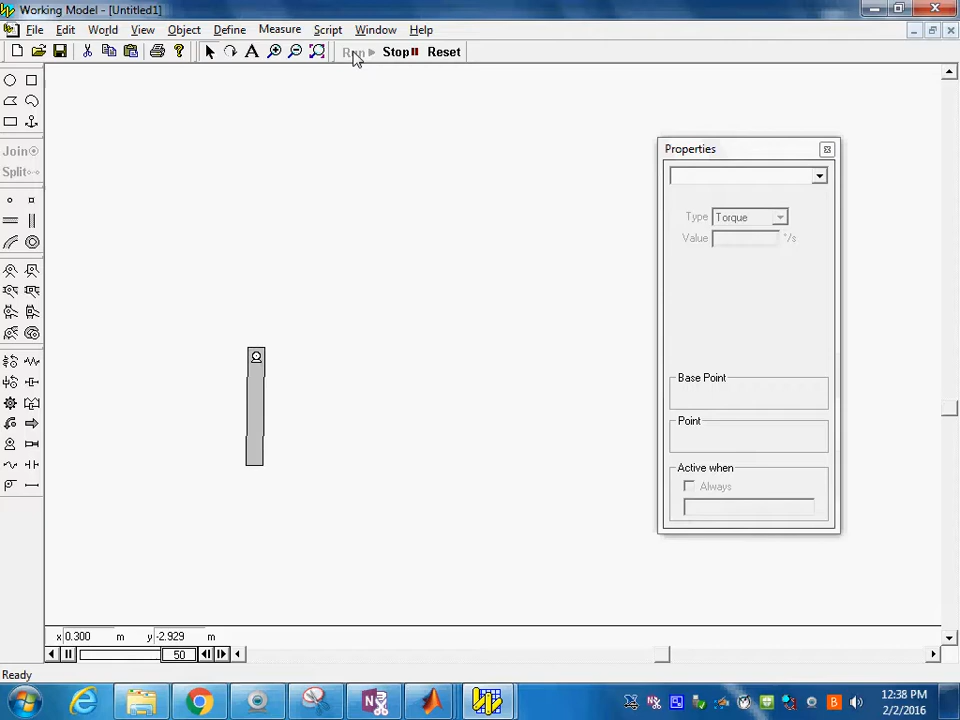 Working Model - [Untitled1]
File Edit World View Object Define Measure Script Window Help
Run Stop Reset
Join
Split
Properties
Type Torque
Value °/s
Base Point
Point
Active when
Always
x 0.300 m y -2.929 m
50
Ready
12:38 PM
2/2/2016